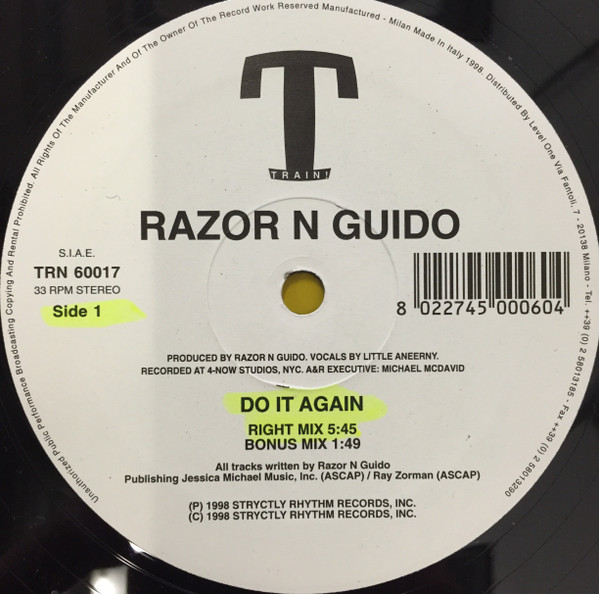 Unauthorized Public Performance Broadcasting Copying And Rental Prohibited. All Rights Of The Manufacturer And Of The Owner Of The Record Work Reserved Manufactured - Milan Made In Italy 1998. Distributed By Level One Via Fantoli, 7 - 20138 Milano - Tel. ++39 (0) 2 58013185 - Fax ++39 (0) 2 58013290
T
TRAIN!
RAZOR N GUIDO
S.I.A.E.
TRN 60017
33 RPM STEREO
Side 1
8 022745 000604
PRODUCED BY RAZOR N GUIDO. VOCALS BY LITTLE ANEERNY.
RECORDED AT 4-NOW STUDIOS, NYC. A&R EXECUTIVE: MICHAEL MCDAVID
DO IT AGAIN
RIGHT MIX 5:45
BONUS MIX 1:49
All tracks written by Razor N Guido
Publishing Jessica Michael Music, Inc. (ASCAP) / Ray Zorman (ASCAP)
(P) 1998 STRYCTLY RHYTHM RECORDS, INC.
(C) 1998 STRYCTLY RHYTHM RECORDS, INC.